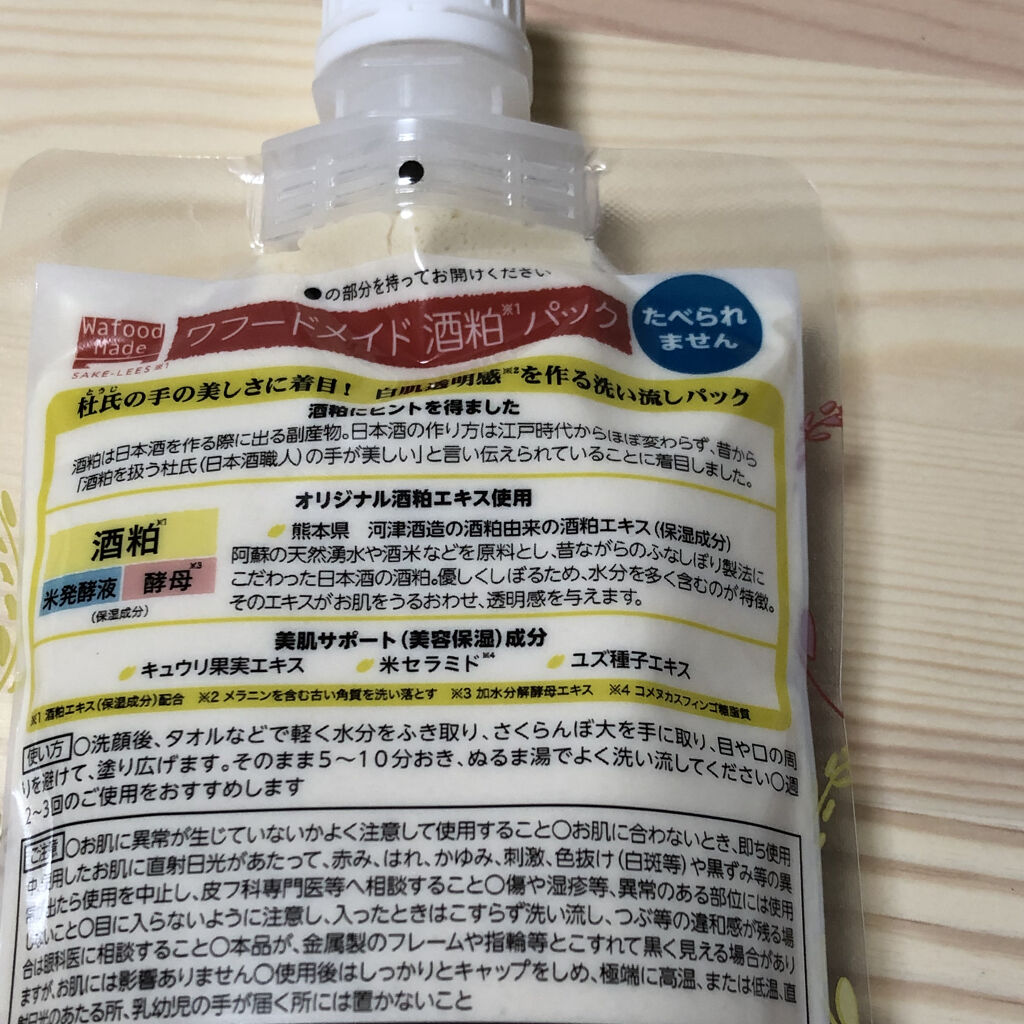 ●の部分を持ってお開けください
Wafood
Made
SAKE-LEES※1
ワフードメイド 酒粕※1 パック
たべられ
ません
とうじ
杜氏の手の美しさに着目! 白肌透明感※2を作る洗い流しパック
酒粕にヒントを得ました
酒粕は日本酒を作る際に出る副産物。日本酒の作り方は江戸時代からほぼ変わらず、昔から
「酒粕を扱う杜氏(日本酒職人)の手が美しい」と言い伝えられていることに着目しました。
オリジナル酒粕エキス使用
酒粕※1
米発酵液
酵母※3
(保湿成分)
熊本県 河津酒造の酒粕由来の酒粕エキス(保湿成分)
阿蘇の天然湧水や酒米などを原料とし、昔ながらのふなしぼり製法に
こだわった日本酒の酒粕。優しくしぼるため、水分を多く含むのが特徴。
そのエキスがお肌をうるおわせ、透明感を与えます。
美肌サポート(美容保湿)成分
キュウリ果実エキス 米セラミド※4 ユズ種子エキス
※1 酒粕エキス(保湿成分)配合 ※2 メラニンを含む古い角質を洗い落とす ※3 加水分解酵母エキス ※4 コメヌカスフィンゴ糖脂質
使い方 ○洗顔後、タオルなどで軽く水分をふき取り、さくらんぼ大を手に取り、目や口の周
りを避けて、塗り広げます。そのまま5～10分おき、ぬるま湯でよく洗い流してください○週
2～3回のご使用をおすすめします
ご注意 ○お肌に異常が生じていないかよく注意して使用すること○お肌に合わないとき、即ち使用
中、使用したお肌に直射日光があたって、赤み、はれ、かゆみ、刺激、色抜け(白斑等)や黒ずみ等の異
常が出たら使用を中止し、皮フ科専門医等へ相談すること○傷や湿疹等、異常のある部位には使用
しないこと○目に入らないように注意し、入ったときはこすらず洗い流し、つぶ等の違和感が残る場
合は眼科医に相談すること○本品が、金属製のフレームや指輪等とこすれて黒く見える場合があり
ますが、お肌には影響ありません○使用後はしっかりとキャップをしめ、極端に高温、または低温、直
射日光のあたる所、乳幼児の手が届く所には置かないこと